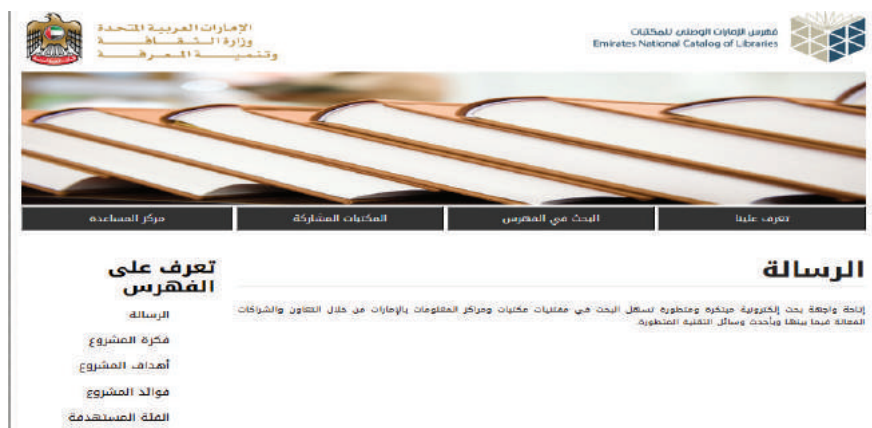 فهرس الإمارات الوطني للمكتبات
Emirates National Catalog of Libraries
الإمارات العربية المتحدة
وزارة الثقافة
وتنمية المعرفة
تعرف علينا
البحث في الفهرس
المكتبات المشاركة
مركز المساعدة
الرسالة
إتاحة واجهة بحث إلكترونية مبتكرة ومتطورة تسهل البحث في مقتنيات مكتبات ومراكز المعلومات بالإمارات من خلال التعاون والشراكات
الفعالة فيما بينها وبأحدث وسائل التقنية المتطورة.
تعرف على
الفهرس
الرسالة
فكرة المشروع
أهداف المشروع
فوائد المشروع
الفئة المستهدفة